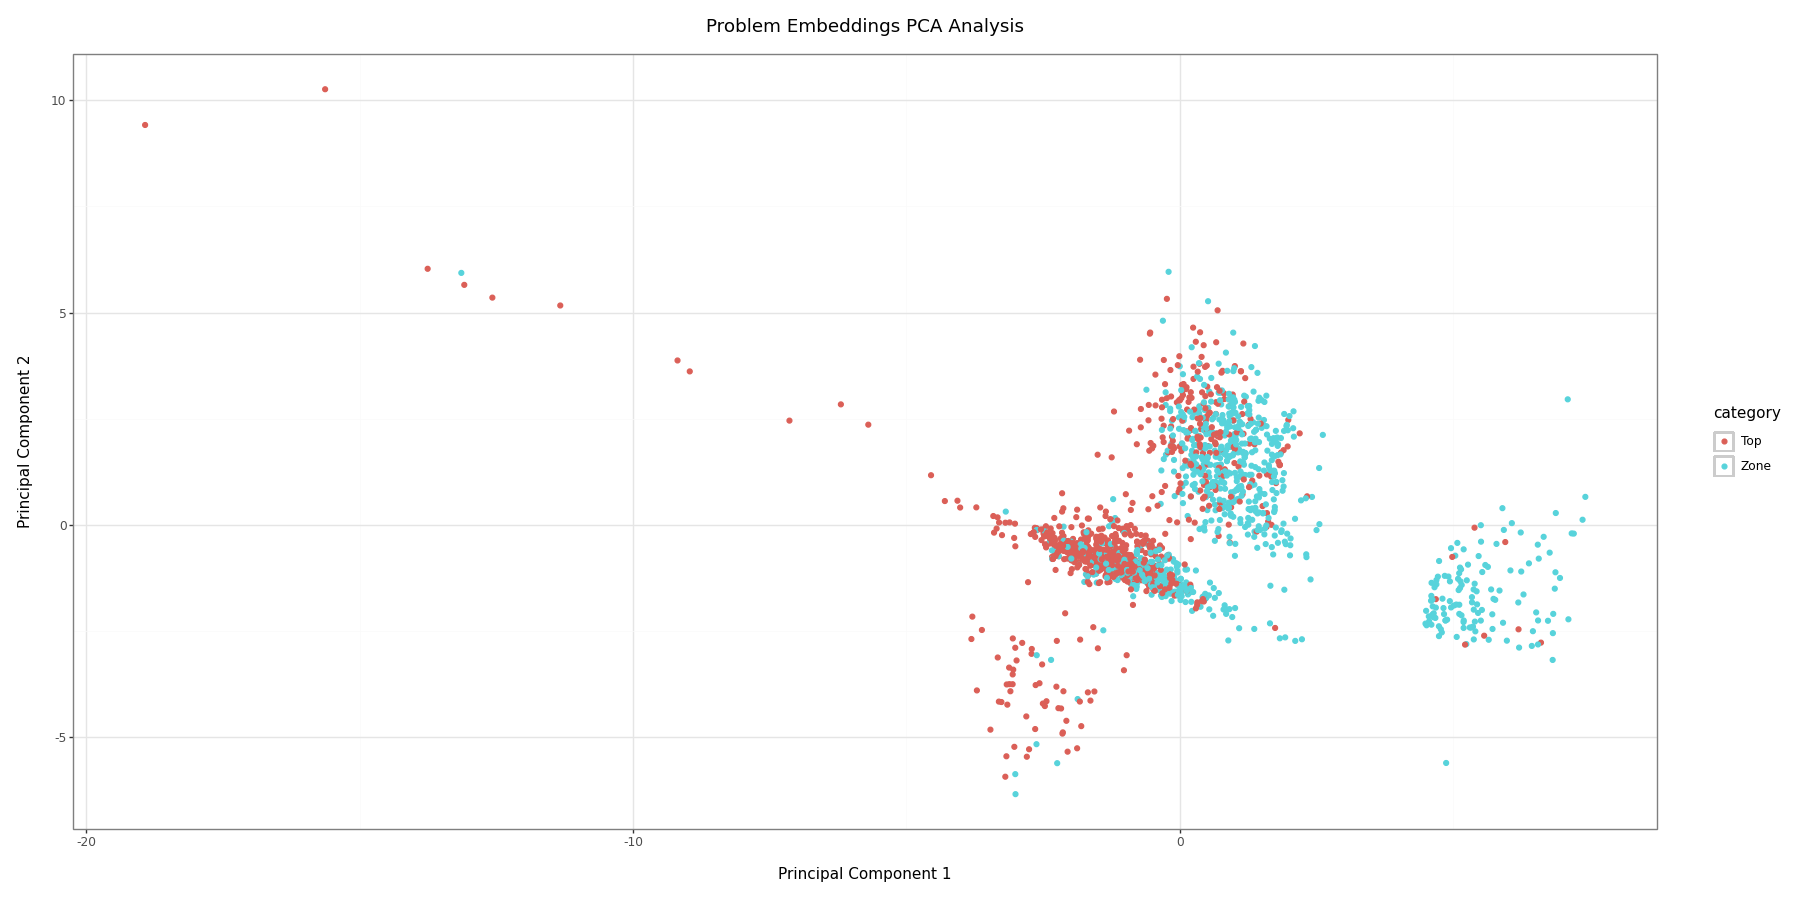 Problem Embeddings PCA Analysis
10
5
0
-5
Principal Component 2
-20
-10
0
Principal Component 1
category
Top
Zone